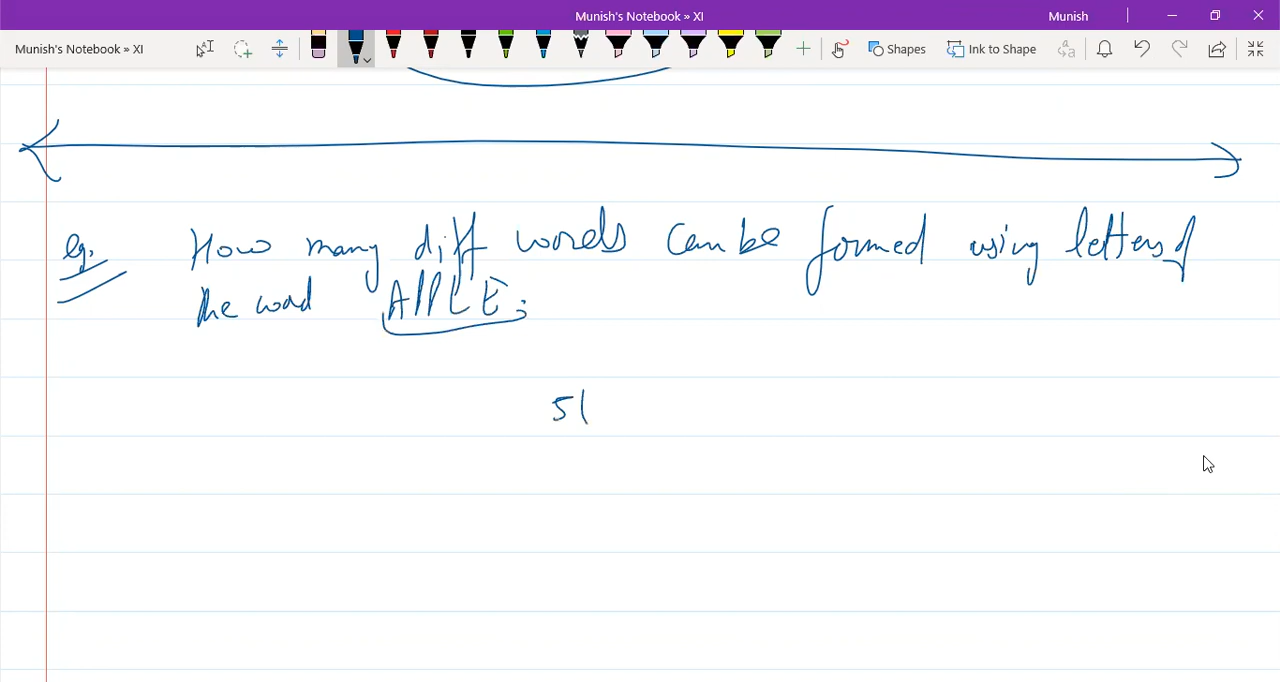 Munish's Notebook » XI
Munish
Munish's Notebook » XI
Shapes
Ink to Shape
eg. How many diff words can be formed using letters of
the word APPLE;
5!